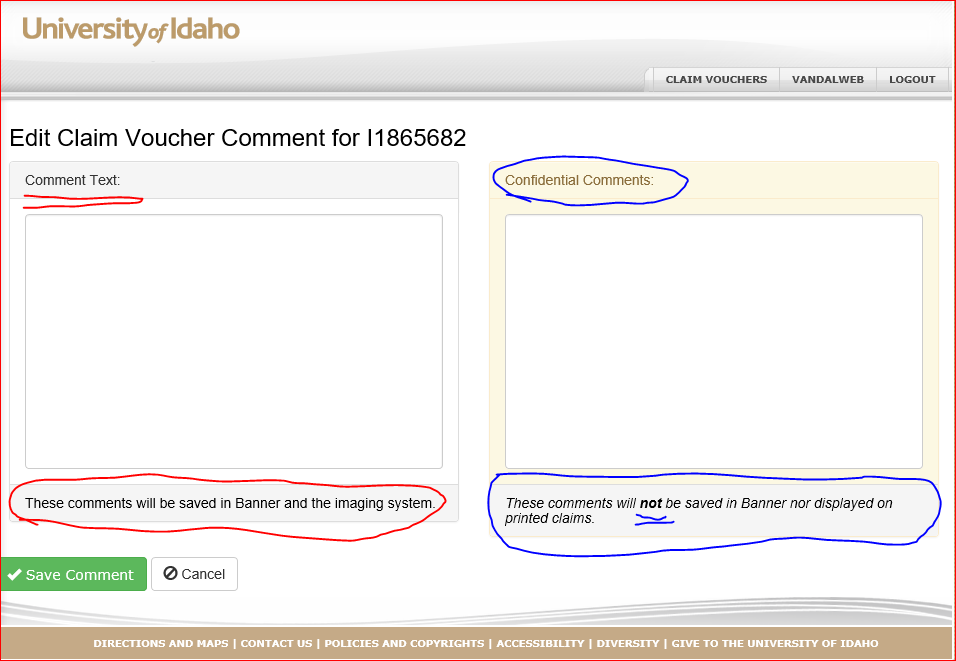 University of Idaho
CLAIM VOUCHERS VANDALWEB LOGOUT
Edit Claim Voucher Comment for I1865682
Comment Text:
Confidential Comments:
These comments will be saved in Banner and the imaging system.
These comments will not be saved in Banner nor displayed on
printed claims.
Save Comment Cancel
DIRECTIONS AND MAPS | CONTACT US | POLICIES AND COPYRIGHTS | ACCESSIBILITY | DIVERSITY | GIVE TO THE UNIVERSITY OF IDAHO